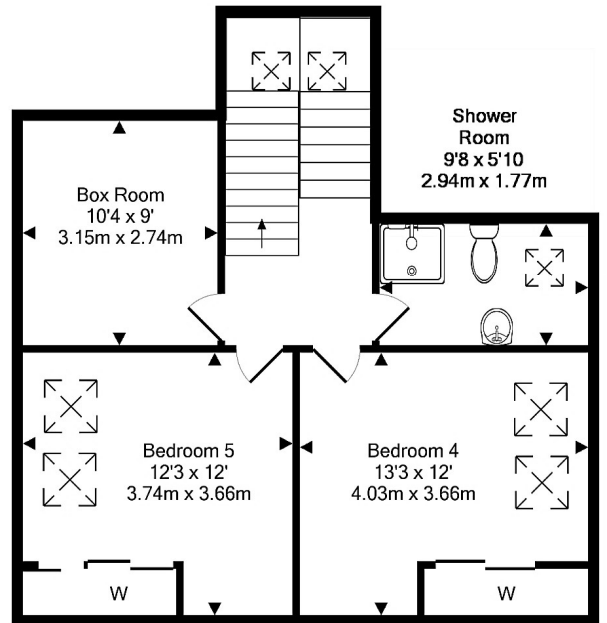 Shower
Room
9'8 x 5'10
2.94m x 1.77m
Box Room
10'4 x 9'
3.15m x 2.74m
Bedroom 5
12'3 x 12'
3.74m x 3.66m
Bedroom 4
13'3 x 12'
4.03m x 3.66m
W
W